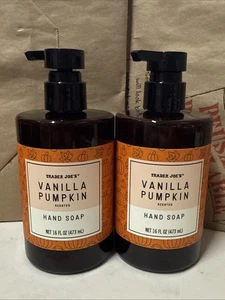 TRADER JOE'S
VANILLA
PUMPKIN
SCENTED
HAND SOAP
NET 16 FL OZ (473 mL)
TRADER JOE'S
VANILLA
PUMPKIN
SCENTED
HAND SOAP
NET 16 FL OZ (473 mL)